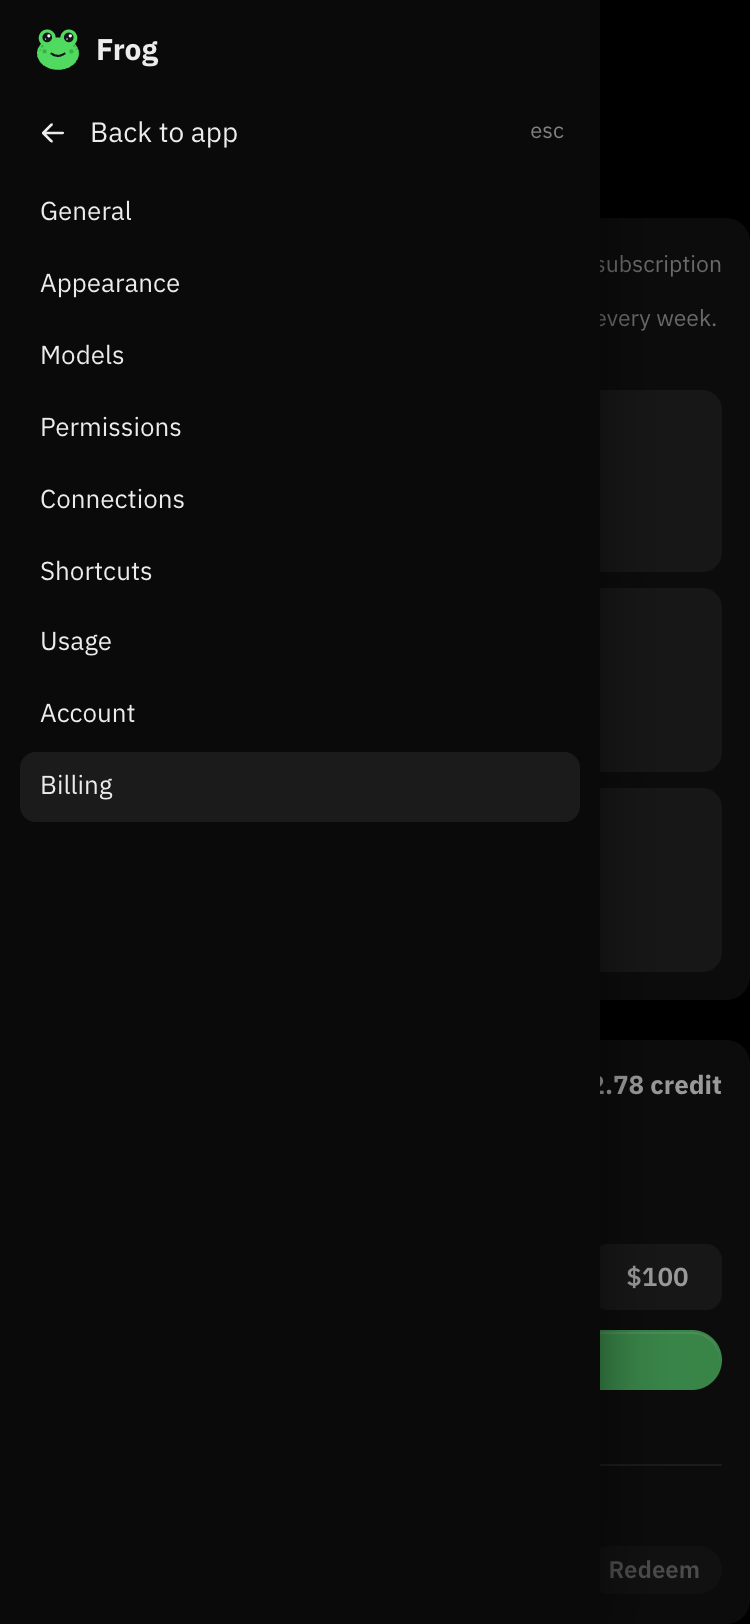 Frog
Back to app esc
General
subscription
Appearance
every week.
Models
Permissions
Connections
Shortcuts
Usage
Account
Billing
2.78 credit
$100
Redeem